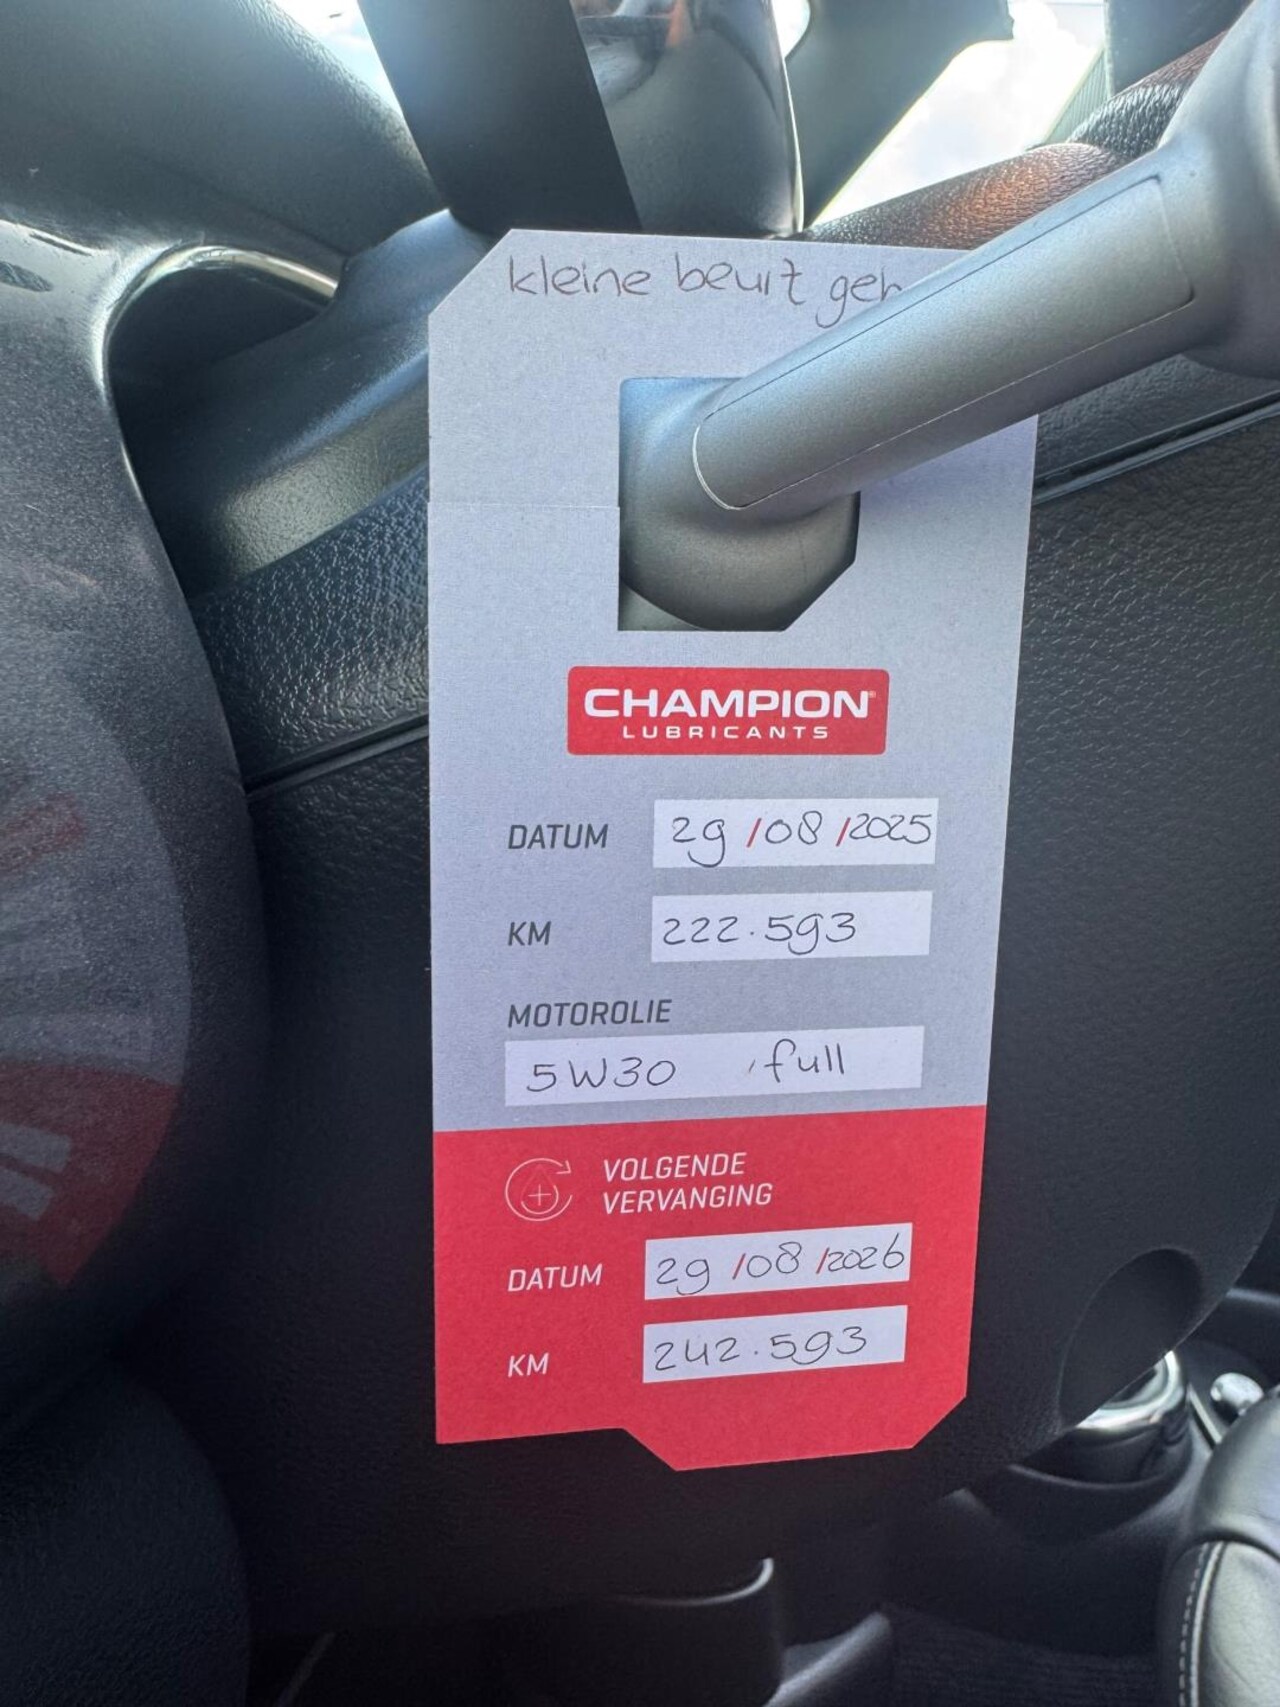 kleine beurt
CHAMPION®
LUBRICANTS
DATUM 29/08/2025
KM 222.593
MOTOROLIE
5W30 , full
VOLGENDE
VERVANGING
DATUM 29/08/2026
KM 242.593